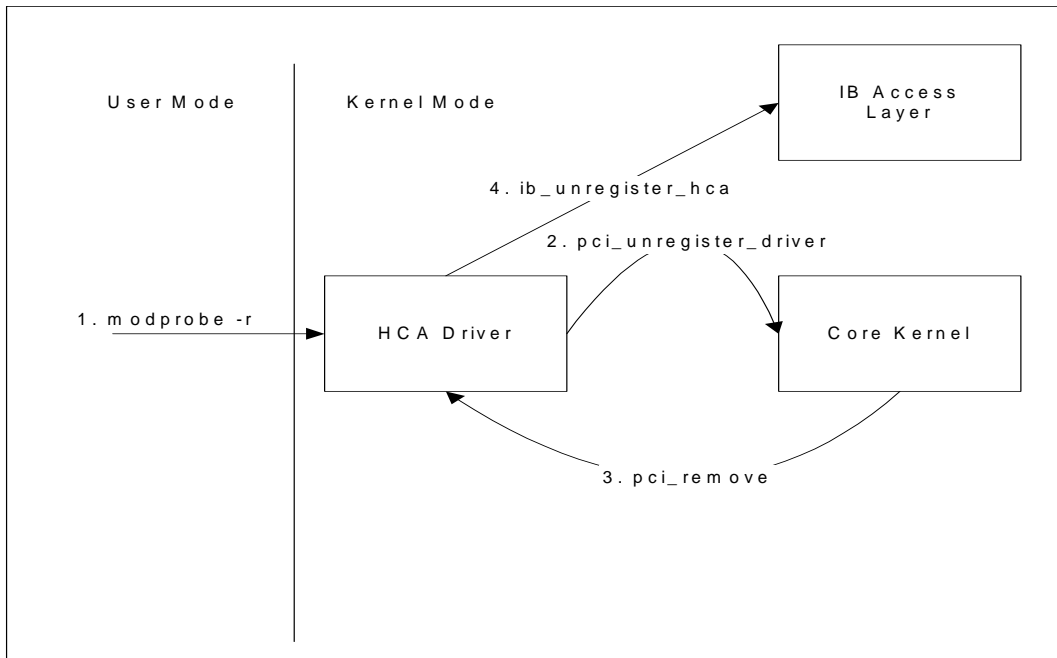 User Mode
Kernel Mode
IB Access
Layer
4. ib_unregister_hca
2. pci_unregister_driver
1. modprobe -r
HCA Driver
Core Kernel
3. pci_remove